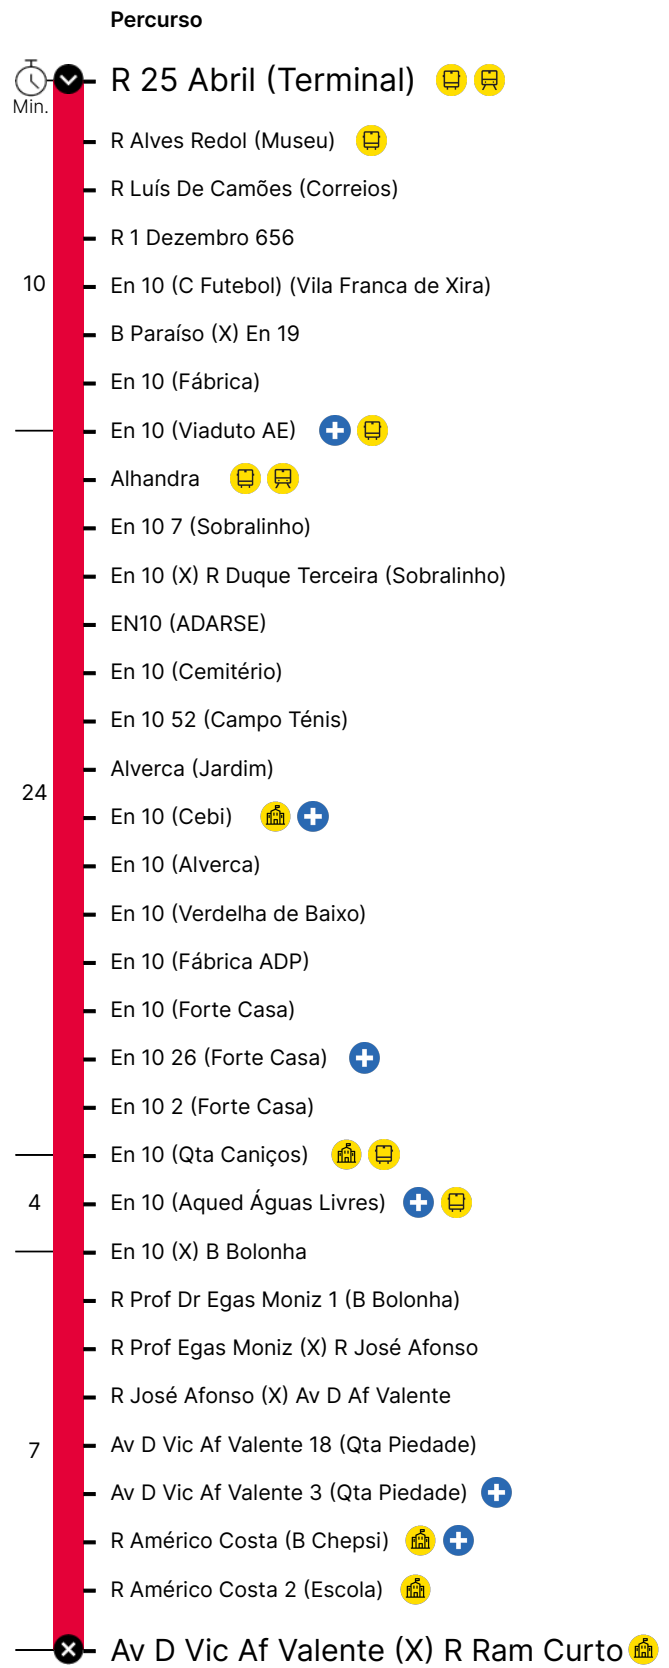 Percurso
R 25 Abril (Terminal)
Min.
R Alves Redol (Museu)
R Luís De Camões (Correios)
R 1 Dezembro 656
10
En 10 (C Futebol) (Vila Franca de Xira)
B Paraíso (X) En 19
En 10 (Fábrica)
En 10 (Viaduto AE)
Alhandra
En 10 7 (Sobralinho)
En 10 (X) R Duque Terceira (Sobralinho)
EN10 (ADARSE)
En 10 (Cemitério)
En 10 52 (Campo Ténis)
Alverca (Jardim)
24
En 10 (Cebi)
En 10 (Alverca)
En 10 (Verdelha de Baixo)
En 10 (Fábrica ADP)
En 10 (Forte Casa)
En 10 26 (Forte Casa)
En 10 2 (Forte Casa)
En 10 (Qta Caniços)
4
En 10 (Aqued Águas Livres)
En 10 (X) B Bolonha
R Prof Dr Egas Moniz 1 (B Bolonha)
R Prof Egas Moniz (X) R José Afonso
R José Afonso (X) Av D Af Valente
Av D Vic Af Valente 18 (Qta Piedade)
7
Av D Vic Af Valente 3 (Qta Piedade)
R Américo Costa (B Chepsi)
R Américo Costa 2 (Escola)
Av D Vic Af Valente (X) R Ram Curto